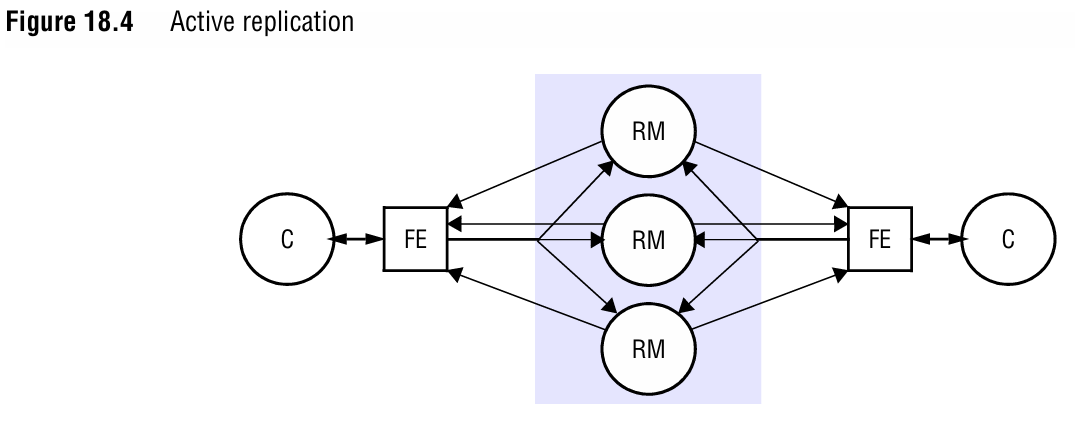 Figure 18.4 Active replication
RM
C FE RM FE C
RM